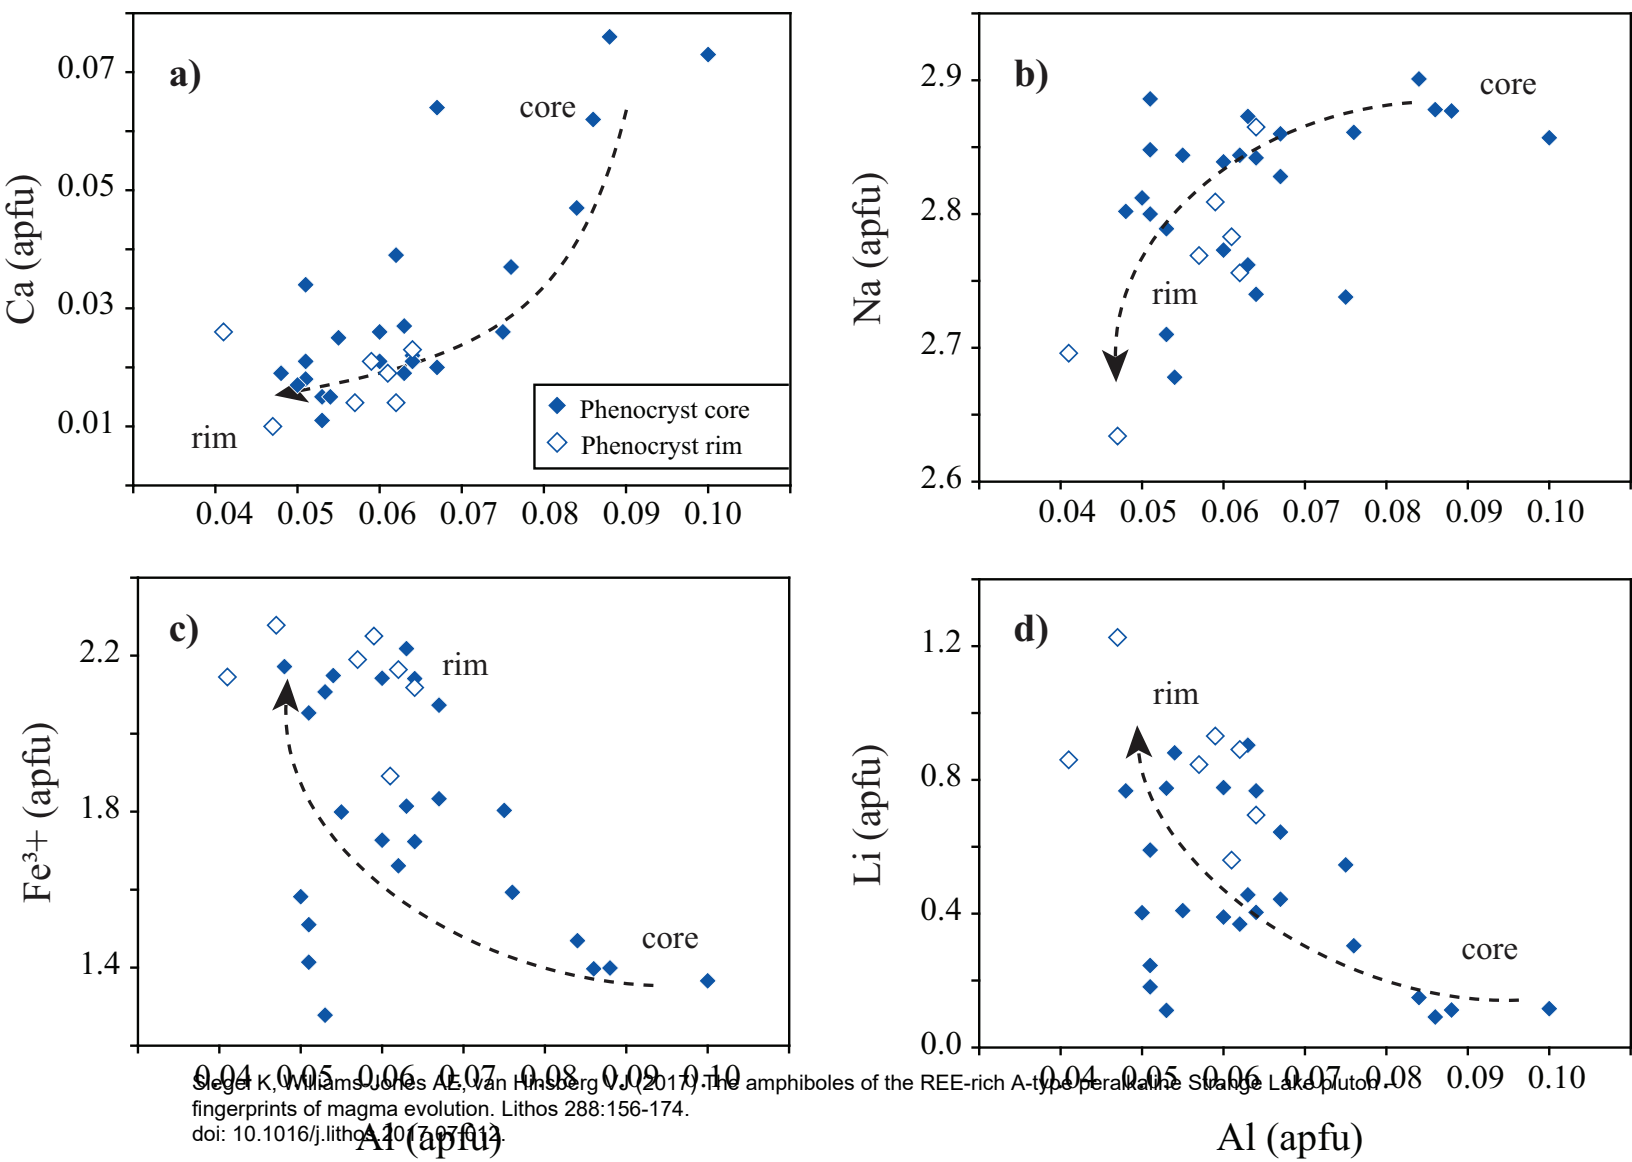 a)
0.07
0.05
0.03
0.01
Ca (apfu)
core
rim
Phenocryst core
Phenocryst rim
0.04 0.05 0.06 0.07 0.08 0.09 0.10
b)
2.9
2.8
2.7
2.6
Na (apfu)
core
rim
0.04 0.05 0.06 0.07 0.08 0.09 0.10
c)
2.2
1.8
1.4
Fe³+ (apfu)
rim
core
0.04 0.05 0.06 0.07 0.08 0.09 0.10
Al (apfu)
d)
1.2
0.8
0.4
0.0
Li (apfu)
rim
core
0.04 0.05 0.06 0.07 0.08 0.09 0.10
Al (apfu)
Sieger K, Williams-Jones AE, van Hinsberg VJ (2017) The amphiboles of the REE-rich A-type peralkaline Strange Lake pluton -
fingerprints of magma evolution. Lithos 288:156-174.
doi: 10.1016/j.lithos.2017.07.012.